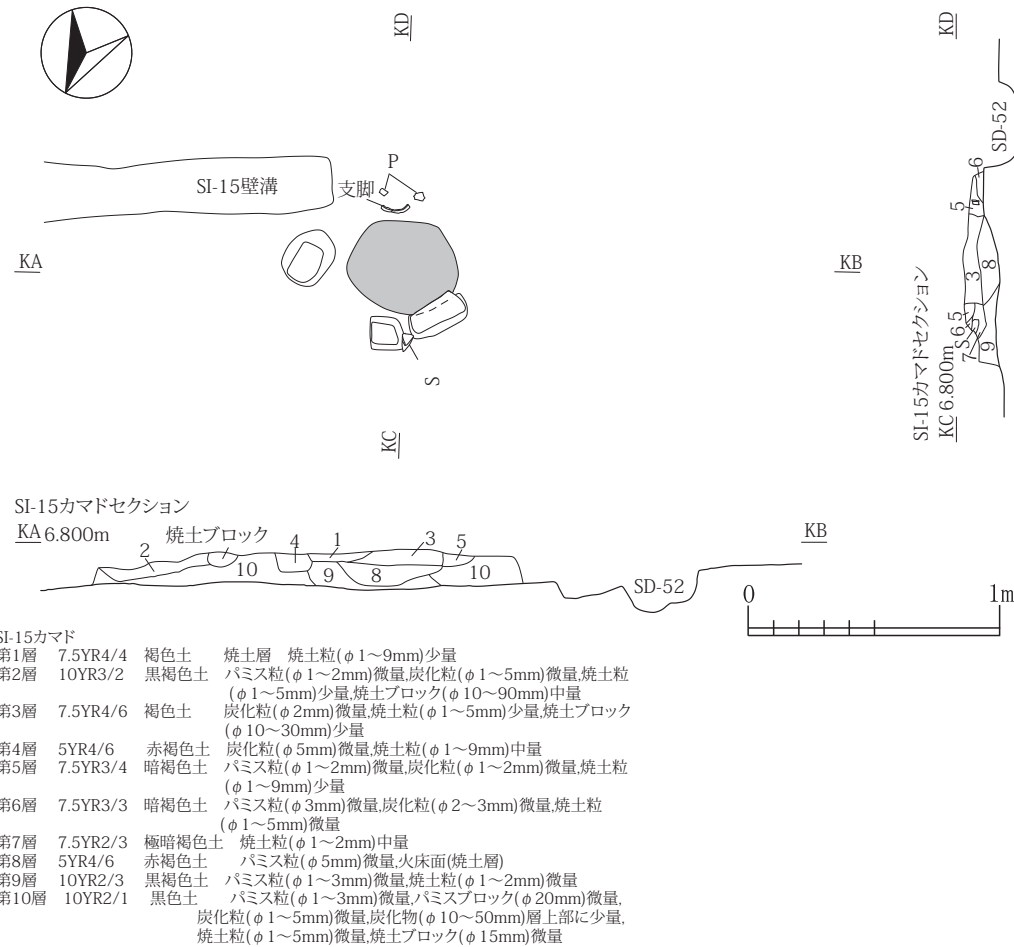 KD
KD
SD-52
P
SI-15壁溝
支脚
6
5
KA
KB
3
8
5
6
S
7
9
S
SI-15カマドセクション
KC 6.800m
KC
SI-15カマドセクション
KA 6.800m
焼土ブロック
KB
2
4
1
3
5
10
9
8
10
SD-52
0
1m
SI-15カマド
第1層 7.5YR4/4 褐色土 焼土層 焼土粒(φ1～9mm)少量
第2層 10YR3/2 黒褐色土 パミス粒(φ1～2mm)微量,炭化粒(φ1～5mm)微量,焼土粒
(φ1～5mm)少量,焼土ブロック(φ10～90mm)中量
第3層 7.5YR4/6 褐色土 炭化粒(φ2mm)微量,焼土粒(φ1～5mm)少量,焼土ブロック
(φ10～30mm)少量
第4層 5YR4/6 赤褐色土 炭化粒(φ5mm)微量,焼土粒(φ1～9mm)中量
第5層 7.5YR3/4 暗褐色土 パミス粒(φ1～2mm)微量,炭化粒(φ1～2mm)微量,焼土粒
(φ1～9mm)少量
第6層 7.5YR3/3 暗褐色土 パミス粒(φ3mm)微量,炭化粒(φ2～3mm)微量,焼土粒
(φ1～5mm)微量
第7層 7.5YR2/3 極暗褐色土 焼土粒(φ1～2mm)中量
第8層 5YR4/6 赤褐色土 パミス粒(φ5mm)微量,火床面(焼土層)
第9層 10YR2/3 黒褐色土 パミス粒(φ1～3mm)微量,焼土粒(φ1～2mm)微量
第10層 10YR2/1 黒色土 パミス粒(φ1～3mm)微量,パミスブロック(φ20mm)微量,
炭化粒(φ1～5mm)微量,炭化物(φ10～50mm)層上部に少量,
焼土粒(φ1～5mm)微量,焼土ブロック(φ15mm)微量